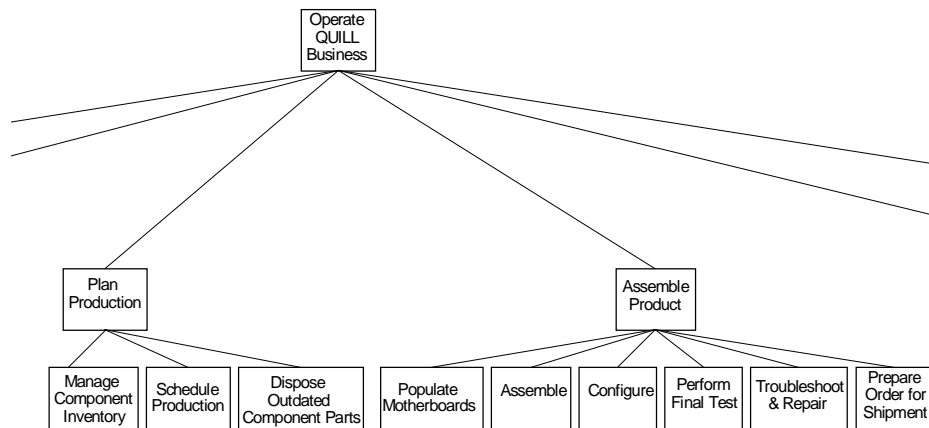 Operate
QUILL
Business
Plan
Production
Assemble
Product
Manage
Component
Inventory
Schedule
Production
Dispose
Outdated
Component Parts
Populate
Motherboards
Assemble
Configure
Perform
Final Test
Troubleshoot
& Repair
Prepare
Order for
Shipment